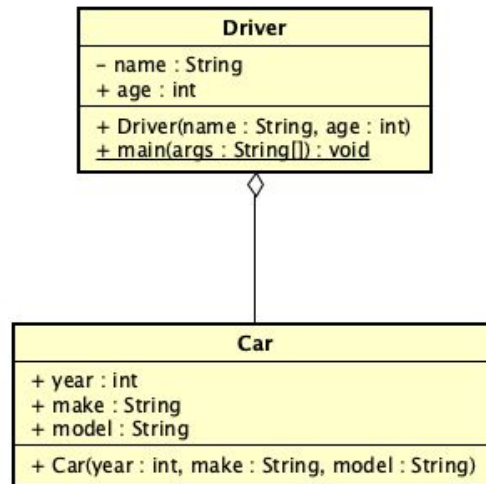 Driver
- name : String
+ age : int
+ Driver(name : String, age : int)
+ main(args : String[]) : void
Car
+ year : int
+ make : String
+ model : String
+ Car(year : int, make : String, model : String)